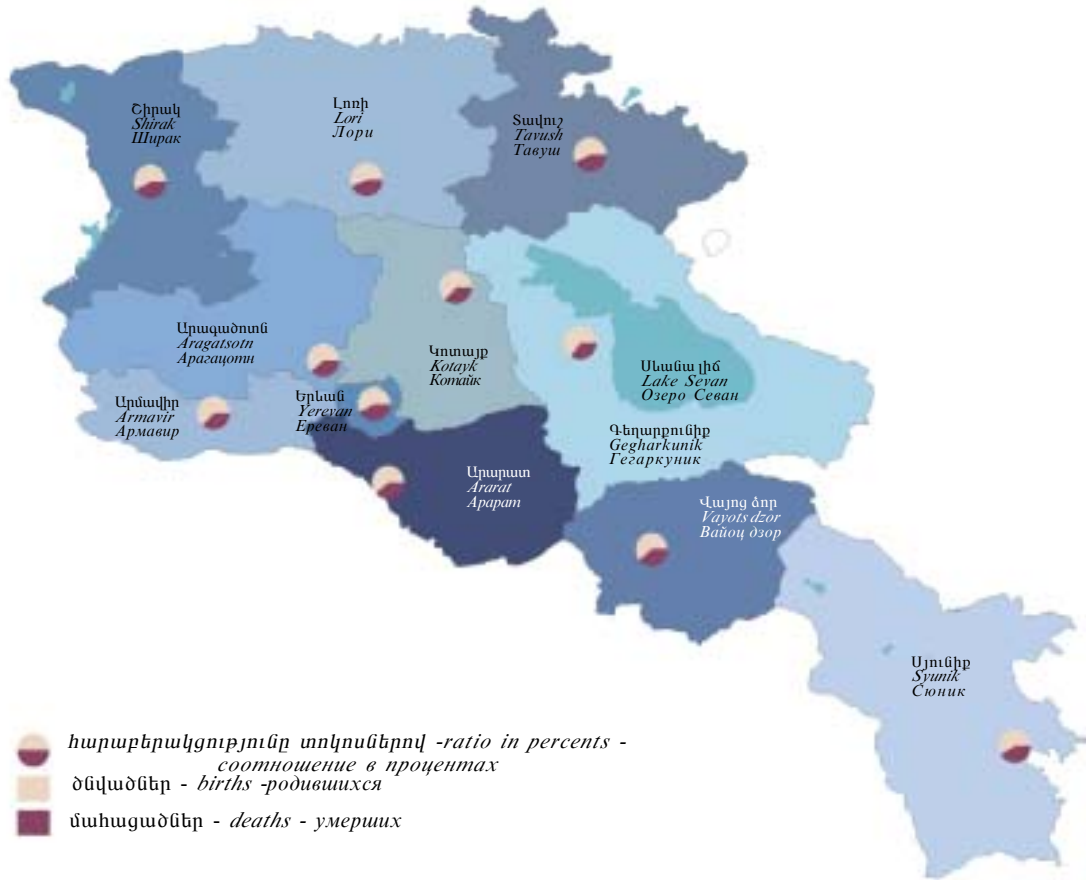 Շիրակ
Shirak
Ширак
Լոռի
Lori
Лори
Տավուշ
Tavush
Тавуш
Արագածոտն
Aragatsotn
Арагацотн
Կոտայք
Kotayk
Котайк
Սևանա լիճ
Lake Sevan
Озеро Севан
Արմավիր
Armavir
Армавир
Երևան
Yerevan
Ереван
Գեղարքունիք
Gegharkunik
Гегаркуник
Արարատ
Ararat
Арарат
Վայոց ձոր
Vayots dzor
Вайоц дзор
Սյունիք
Syunik
Сюник
հարաբերակցությունը տոկոսներով -ratio in percents -
соотношение в процентах
ծնվածներ - births -родившихся
մահացածներ - deaths - умерших